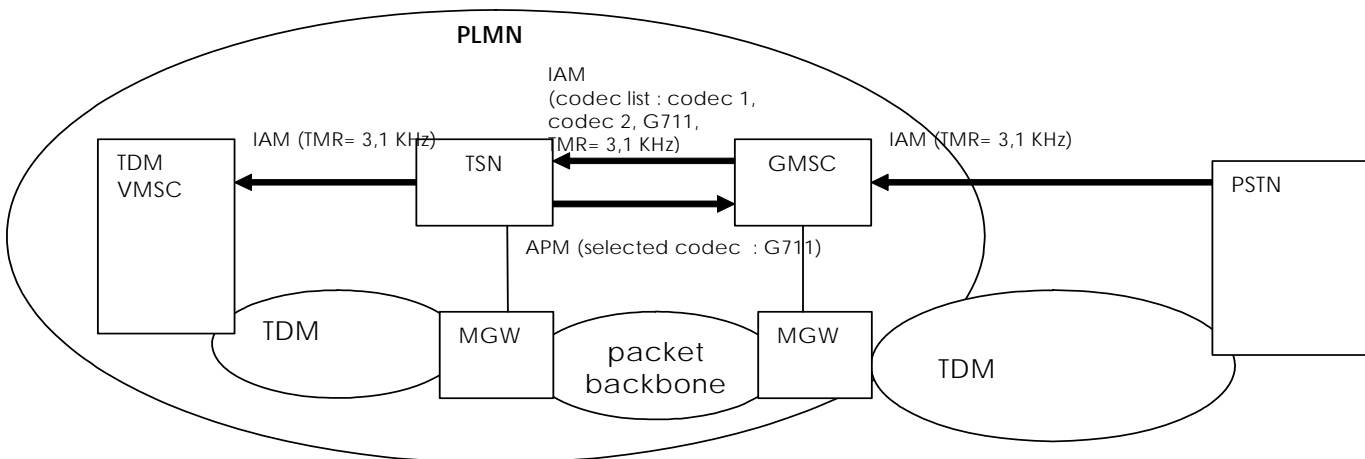 PLMN
IAM
(codec list : codec 1,
codec 2, G711,
TMR= 3,1 KHz)
IAM (TMR= 3,1 KHz)
IAM (TMR= 3,1 KHz)
TDM
VMSC
TSN
GMSC
PSTN
APM (selected codec : G711)
TDM
MGW
packet
backbone
MGW
TDM